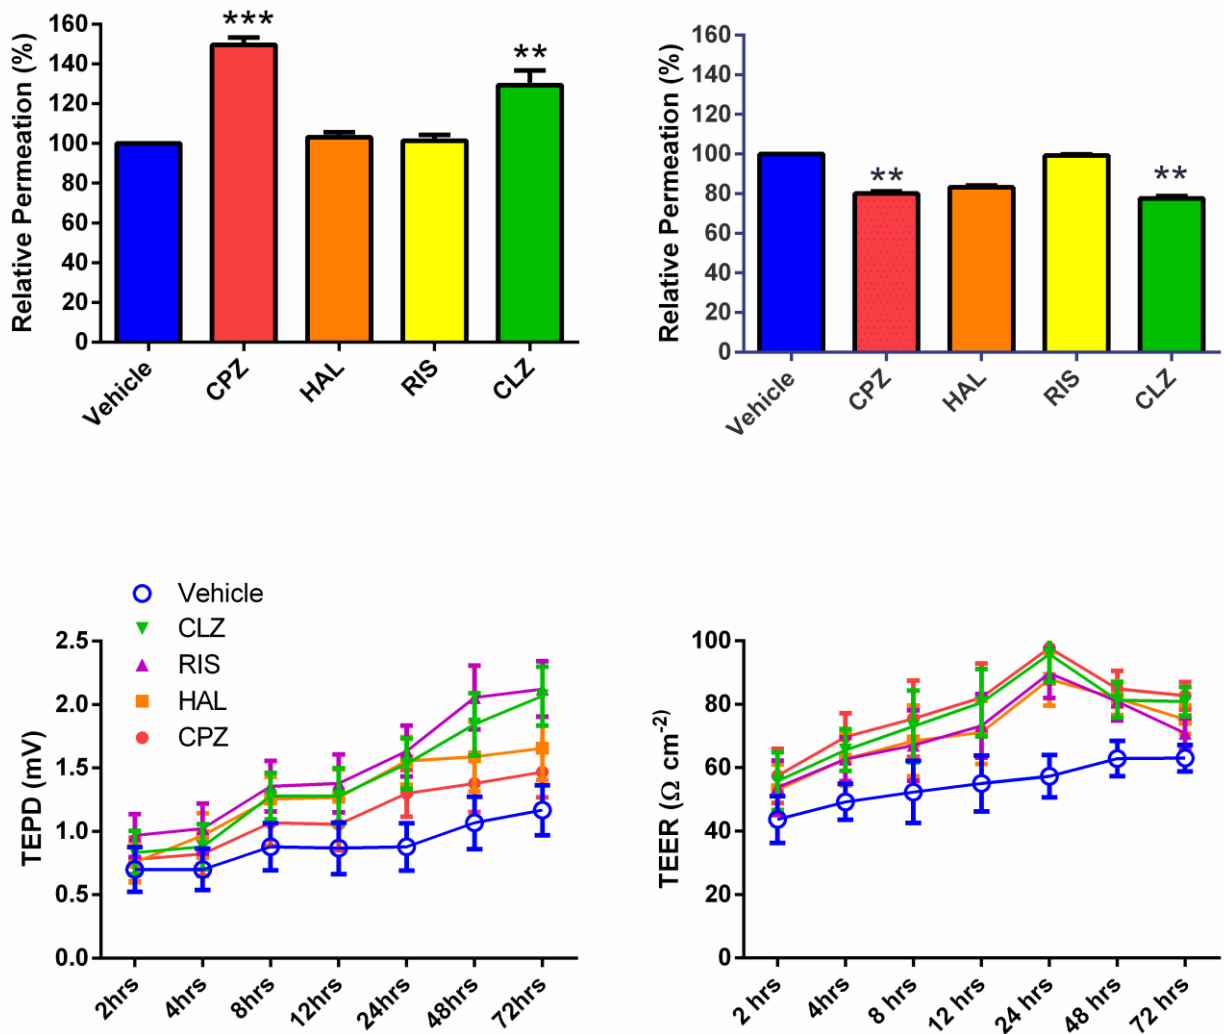 Relative Permeation (%)
160
140
120
100
80
60
40
20
0
***
**
Vehicle
CPZ
HAL
RIS
CLZ
Relative Permeation (%)
160
140
120
100
80
60
40
20
0
**
**
Vehicle
CPZ
HAL
RIS
CLZ
Vehicle
CLZ
RIS
HAL
CPZ
TEPD (mV)
2.5
2.0
1.5
1.0
0.5
0.0
2hrs
4hrs
8hrs
12hrs
24hrs
48hrs
72hrs
TEER (Ω cm⁻²)
100
80
60
40
20
0
2 hrs
4hrs
8 hrs
12 hrs
24 hrs
48 hrs
72 hrs